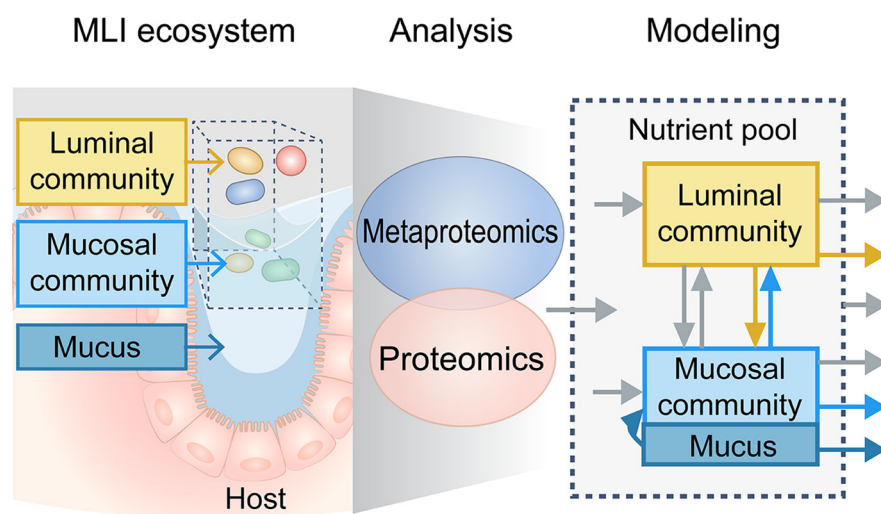 MLI ecosystem
Analysis
Modeling
Luminal
community
Mucosal
community
Mucus
Host
Metaproteomics
Proteomics
Nutrient pool
Luminal
community
Mucosal
community
Mucus